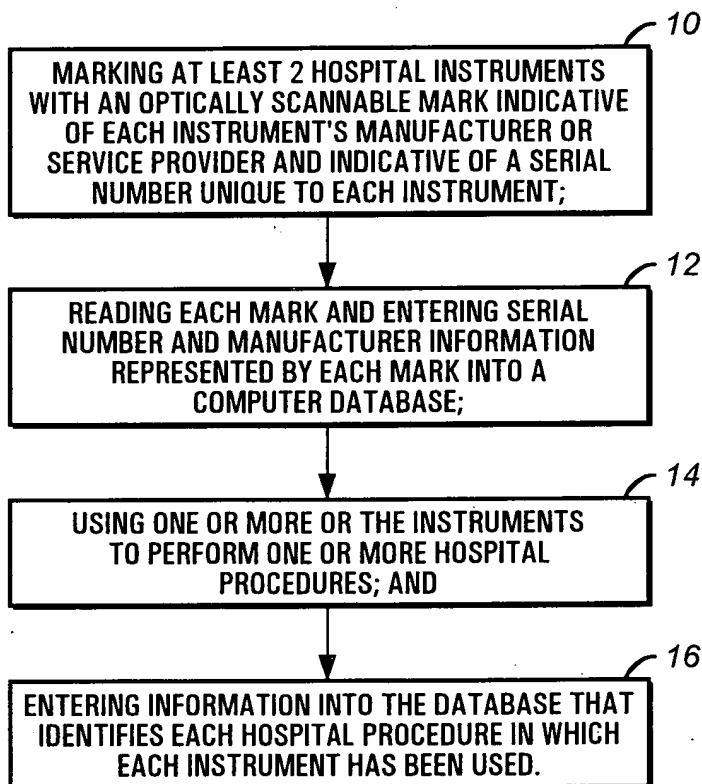 10
MARKING AT LEAST 2 HOSPITAL INSTRUMENTS
WITH AN OPTICALLY SCANNABLE MARK INDICATIVE
OF EACH INSTRUMENT'S MANUFACTURER OR
SERVICE PROVIDER AND INDICATIVE OF A SERIAL
NUMBER UNIQUE TO EACH INSTRUMENT;
12
READING EACH MARK AND ENTERING SERIAL
NUMBER AND MANUFACTURER INFORMATION
REPRESENTED BY EACH MARK INTO A
COMPUTER DATABASE;
14
USING ONE OR MORE OR THE INSTRUMENTS
TO PERFORM ONE OR MORE HOSPITAL
PROCEDURES; AND
16
ENTERING INFORMATION INTO THE DATABASE THAT
IDENTIFIES EACH HOSPITAL PROCEDURE IN WHICH
EACH INSTRUMENT HAS BEEN USED.